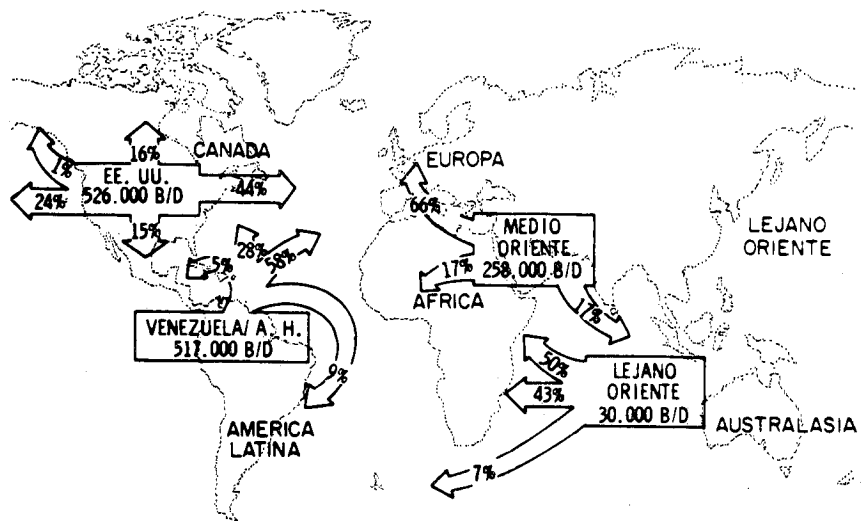 CANADA
16%
1%
EE. UU.
526.000 B/D
44%
24%
15%
EUROPA
66%
MEDIO
ORIENTE
258.000 B/D
17%
17%
AFRICA
LEJANO
ORIENTE
28%
58%
5%
VENEZUELA/ A. H.
517.000 B/D
9%
AMERICA
LATINA
50%
43%
7%
LEJANO
ORIENTE
30.000 B/D
AUSTRALASIA